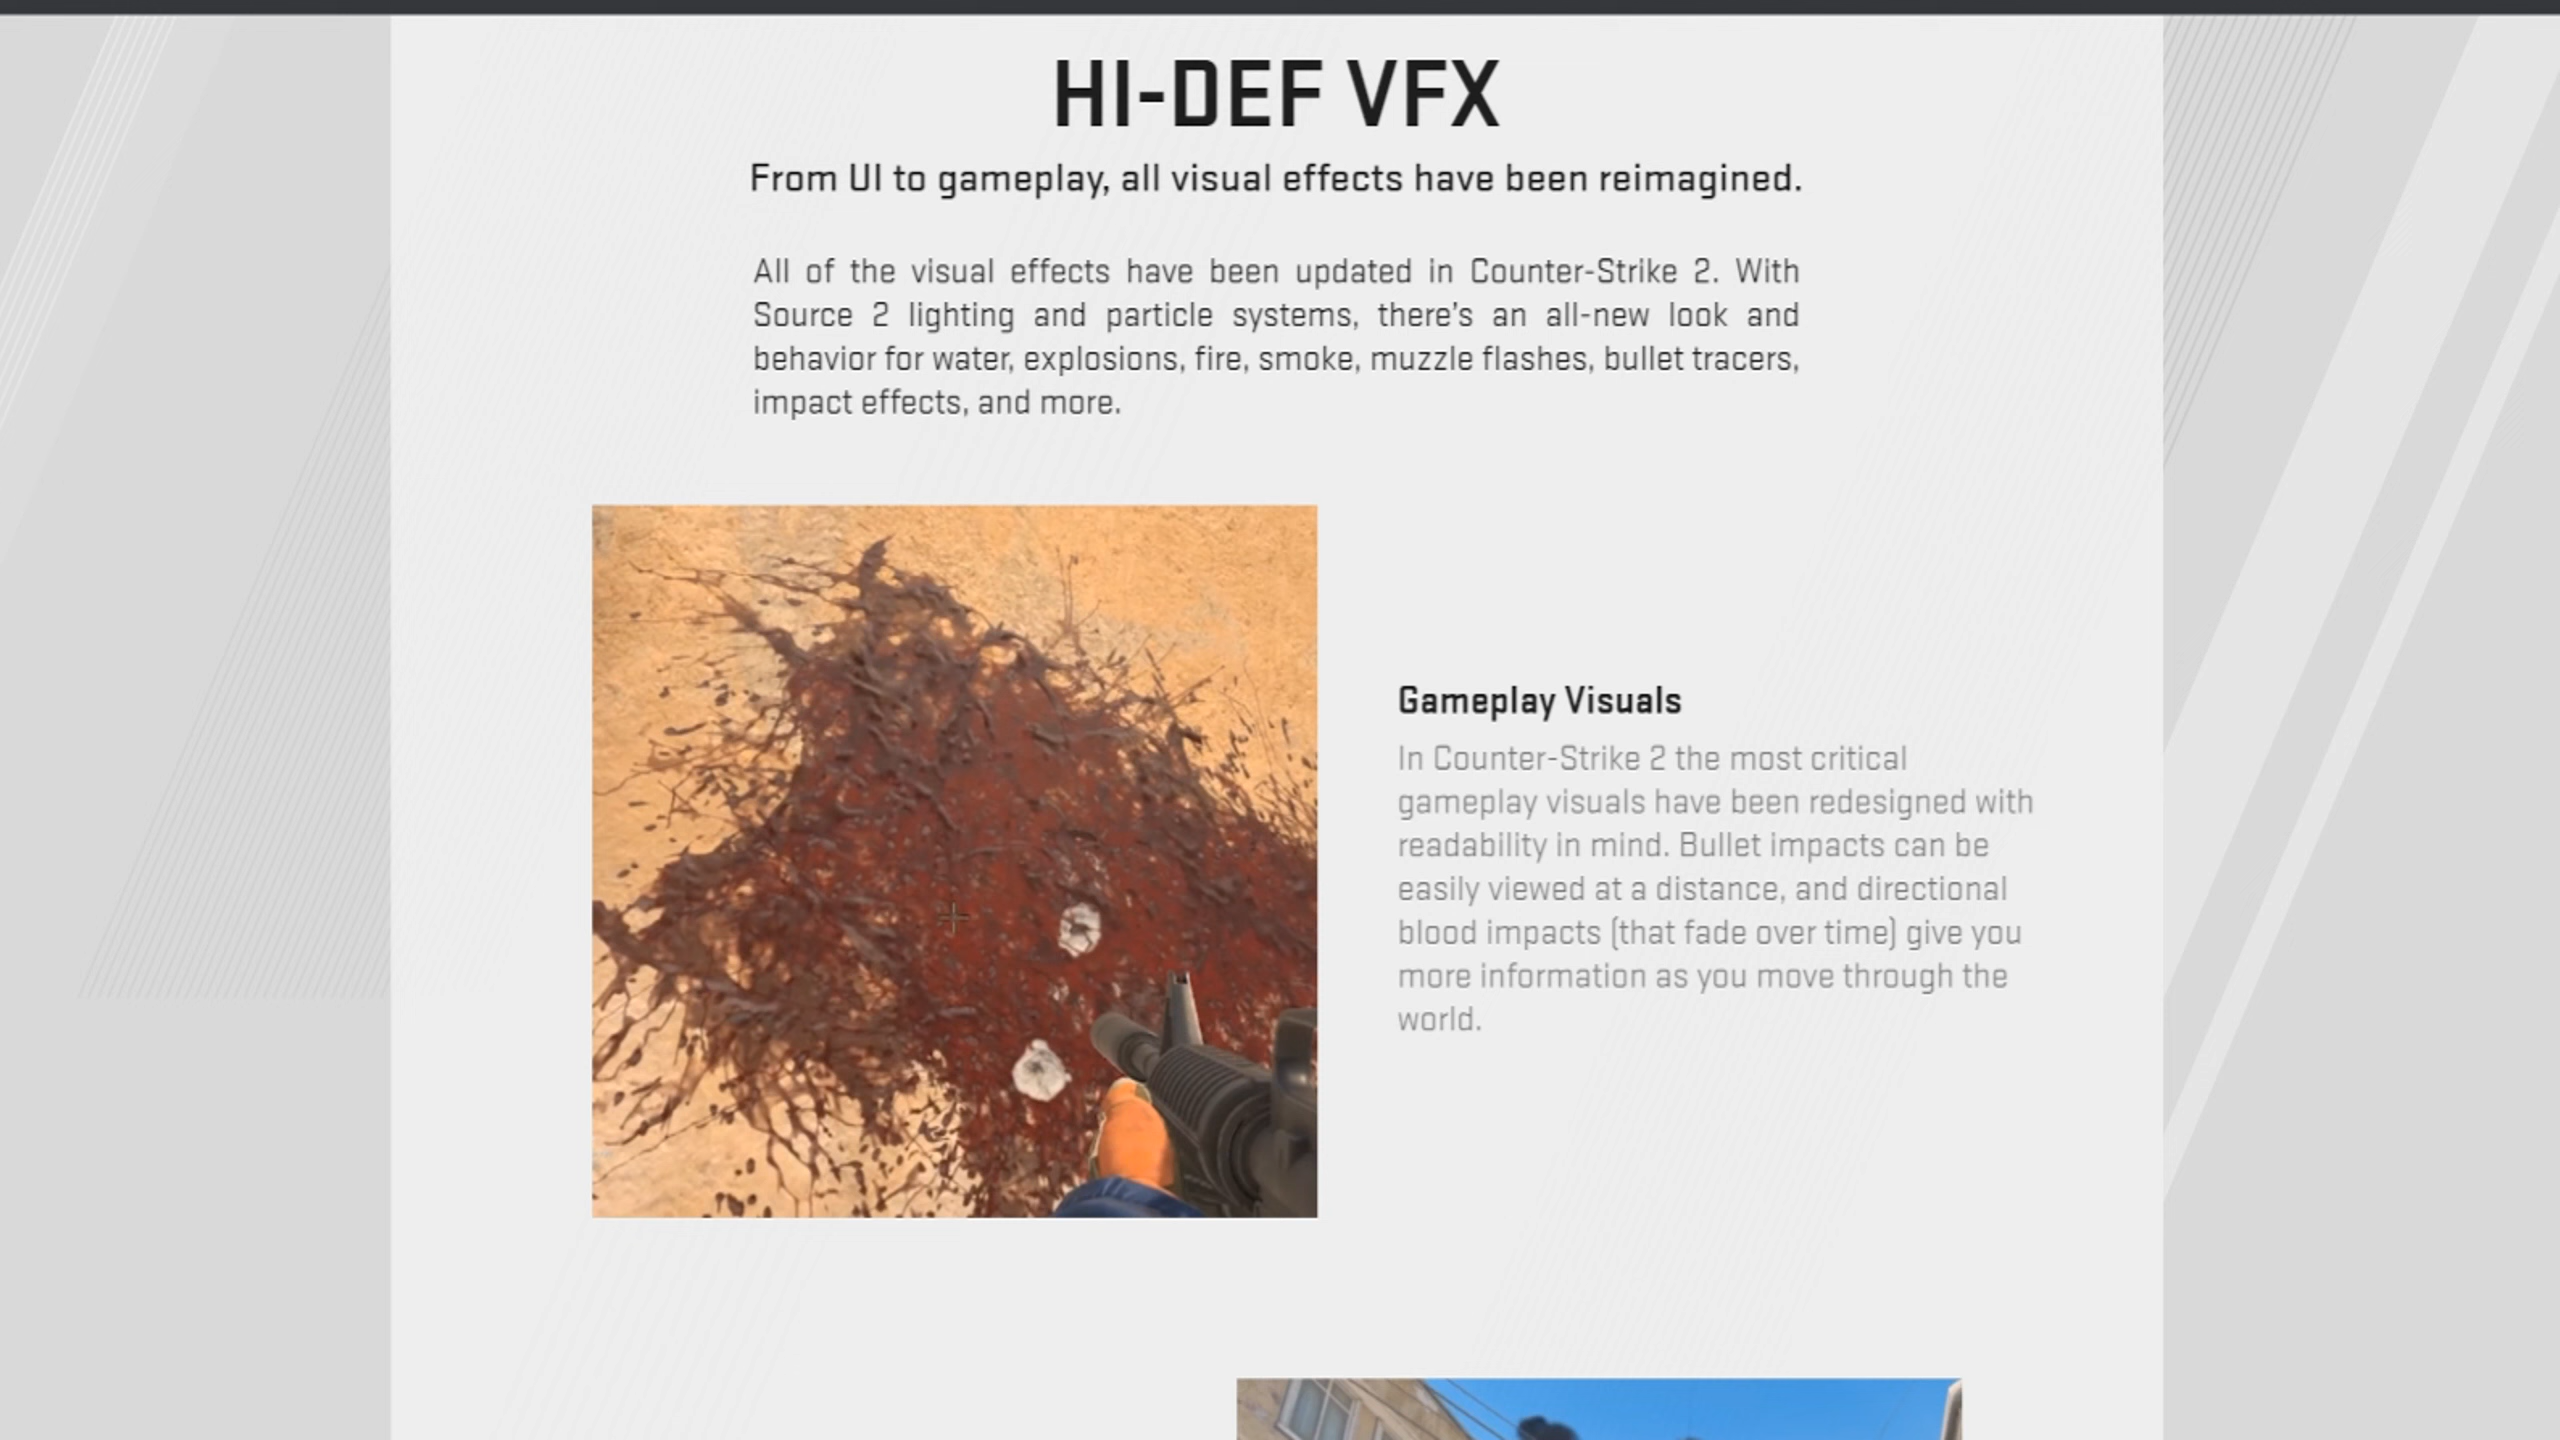 HI-DEF VFX
From UI to gameplay, all visual effects have been reimagined.
All of the visual effects have been updated in Counter-Strike 2. With
Source 2 lighting and particle systems, there's an all-new look and
behavior for water, explosions, fire, smoke, muzzle flashes, bullet tracers,
impact effects, and more.
Gameplay Visuals
In Counter-Strike 2 the most critical
gameplay visuals have been redesigned with
readability in mind. Bullet impacts can be
easily viewed at a distance, and directional
blood impacts (that fade over time) give you
more information as you move through the
world.